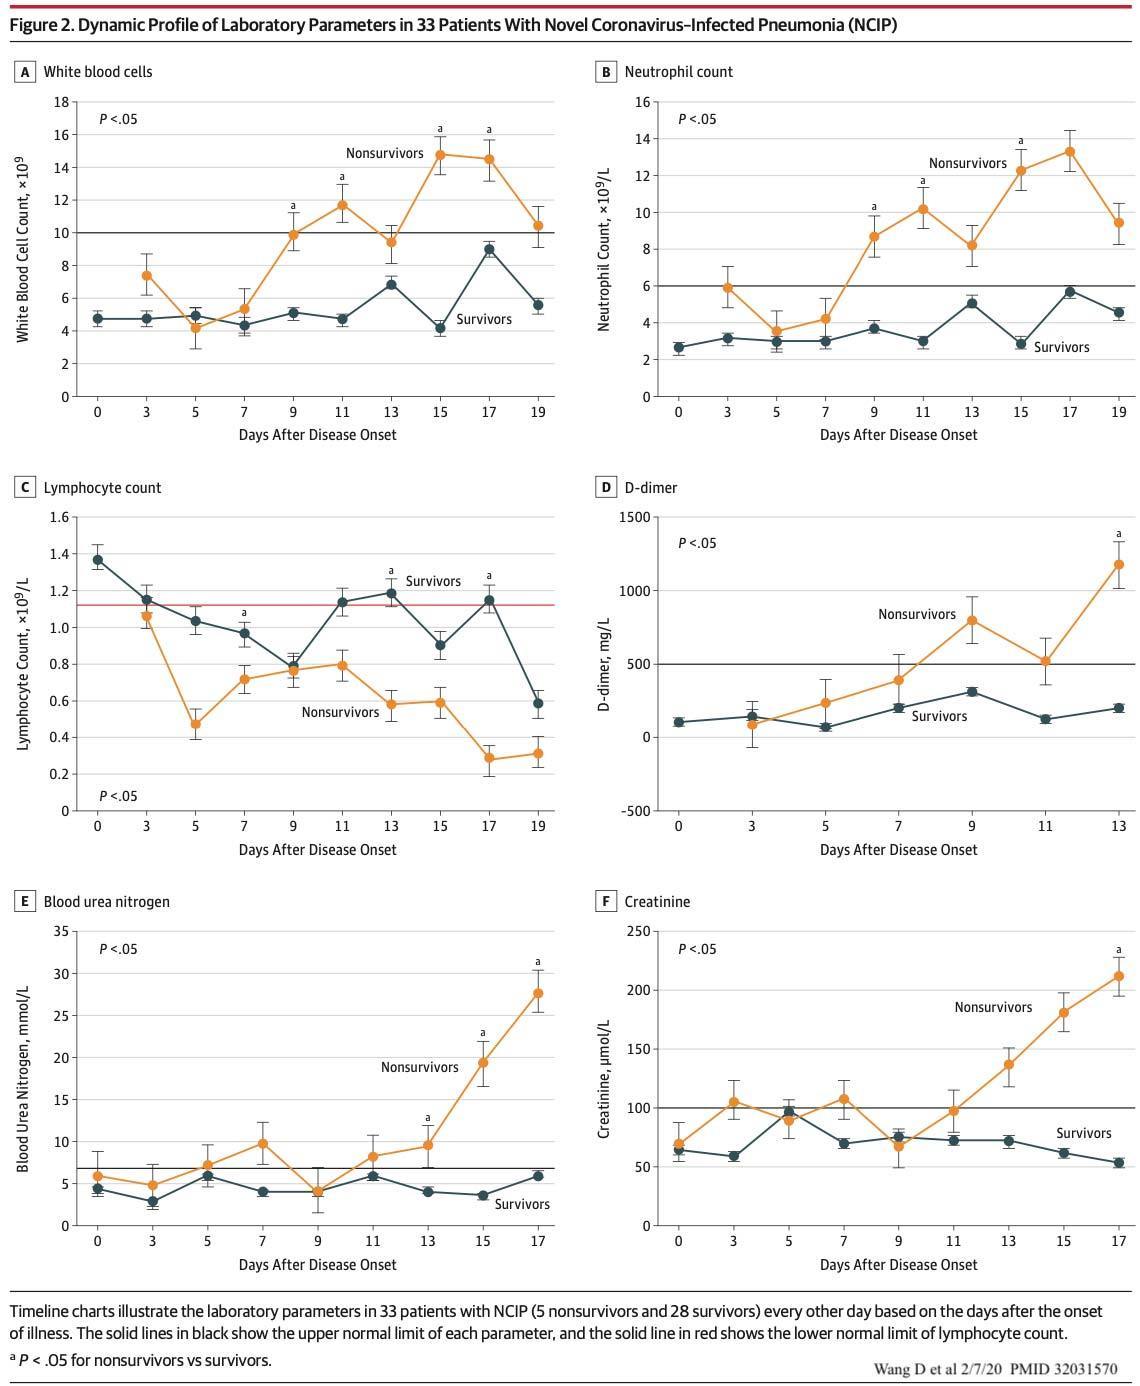 Figure 2. Dynamic Profile of Laboratory Parameters in 33 Patients With Novel Coronavirus–Infected Pneumonia (NCIP)
A White blood cells
P <.05
White Blood Cell Count, ×10⁹
18
16
14
12
10
8
6
4
2
0
Nonsurvivors
Survivors
a
a
a
a
0 3 5 7 9 11 13 15 17 19
Days After Disease Onset
B Neutrophil count
P <.05
Neutrophil Count, ×10⁹/L
16
14
12
10
8
6
4
2
0
Nonsurvivors
Survivors
a
a
a
0 3 5 7 9 11 13 15 17 19
Days After Disease Onset
C Lymphocyte count
Lymphocyte Count, ×10⁹/L
1.6
1.4
1.2
1.0
0.8
0.6
0.4
0.2
0
a
a
a
Survivors
Nonsurvivors
P <.05
0 3 5 7 9 11 13 15 17 19
Days After Disease Onset
D D-dimer
P <.05
D-dimer, mg/L
1500
1000
500
0
-500
a
Nonsurvivors
Survivors
0 3 5 7 9 11 13
Days After Disease Onset
E Blood urea nitrogen
P <.05
Blood Urea Nitrogen, mmol/L
35
30
25
20
15
10
5
0
a
a
a
Nonsurvivors
Survivors
0 3 5 7 9 11 13 15 17
Days After Disease Onset
F Creatinine
P <.05
Creatinine, µmol/L
250
200
150
100
50
0
a
Nonsurvivors
Survivors
0 3 5 7 9 11 13 15 17
Days After Disease Onset
Timeline charts illustrate the laboratory parameters in 33 patients with NCIP (5 nonsurvivors and 28 survivors) every other day based on the days after the onset
of illness. The solid lines in black show the upper normal limit of each parameter, and the solid line in red shows the lower normal limit of lymphocyte count.
ᵃ P < .05 for nonsurvivors vs survivors.
Wang D et al 2/7/20 PMID 32031570